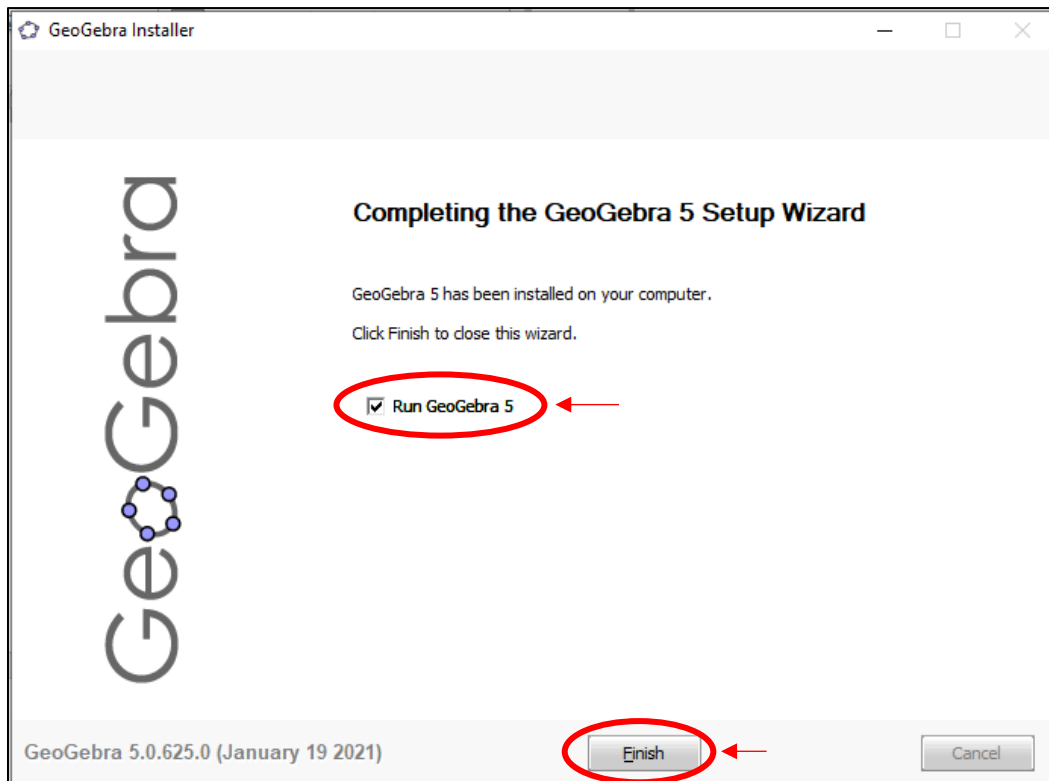 GeoGebra Installer
GeoGebra
Completing the GeoGebra 5 Setup Wizard
GeoGebra 5 has been installed on your computer.
Click Finish to close this wizard.
Run GeoGebra 5
GeoGebra 5.0.625.0 (January 19 2021)
Finish
Cancel